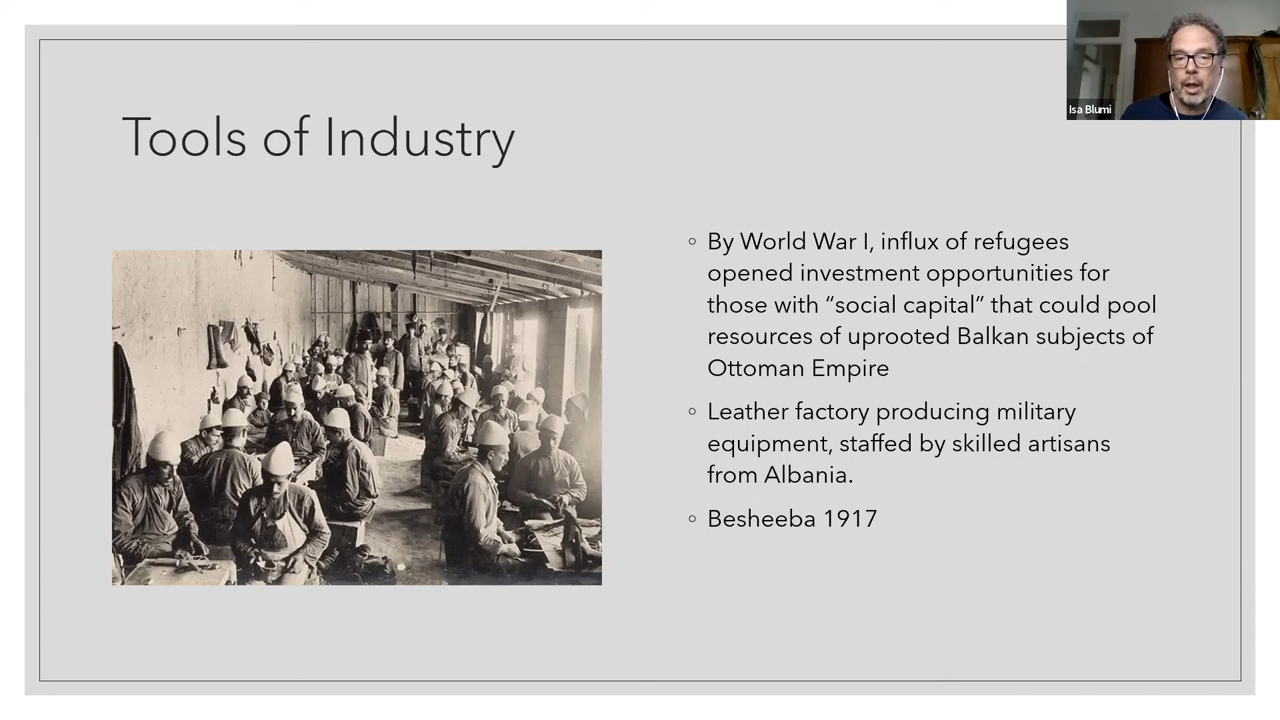 Isa Blumi
Tools of Industry
◦ By World War I, influx of refugees
opened investment opportunities for
those with “social capital” that could pool
resources of uprooted Balkan subjects of
Ottoman Empire
◦ Leather factory producing military
equipment, staffed by skilled artisans
from Albania.
◦ Besheeba 1917